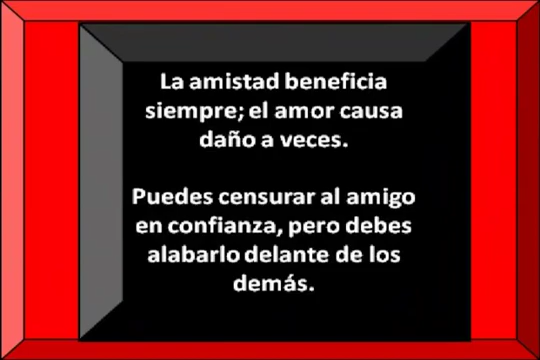 La amistad beneficia
siempre; el amor causa
daño a veces.
Puedes censurar al amigo
en confianza, pero debes
alabarlo delante de los
demás.